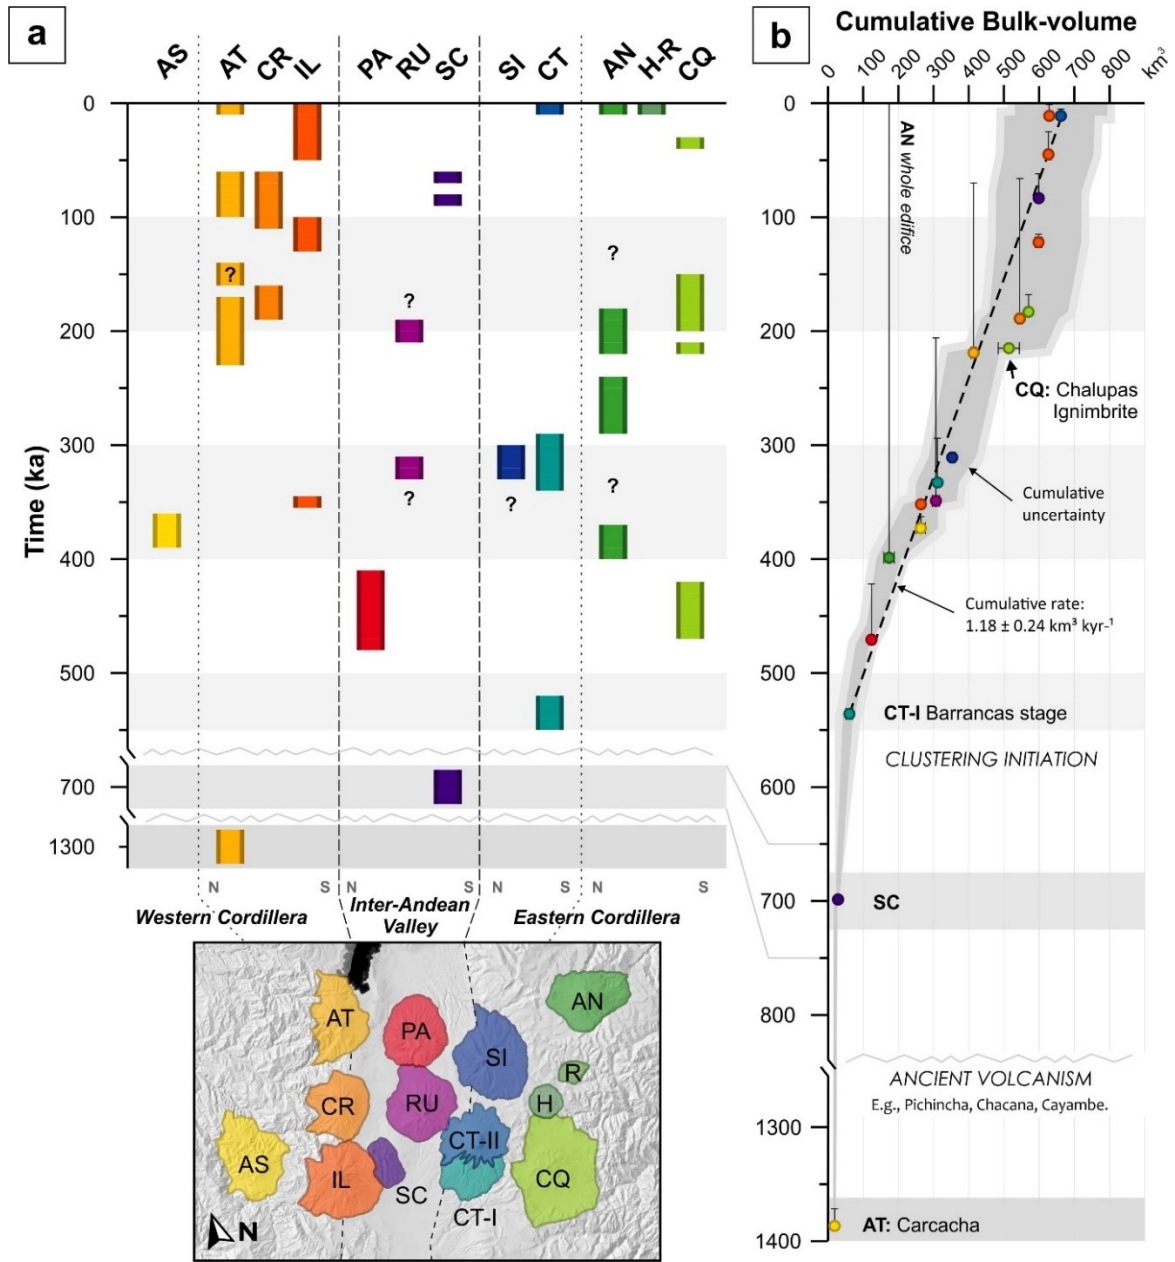 a
AS
AT
CR
IL
PA
RU
SC
SI
CT
AN
H-R
CQ
Time (ka)
0
100
200
300
400
500
700
1300
?
?
?
?
?
?
N
S
N
S
N
S
N
S
Western Cordillera
Inter-Andean
Valley
Eastern Cordillera
AT
PA
SI
AN
R
H
CR
RU
CT-II
AS
IL
SC
CT-I
CQ
N
b
Cumulative Bulk-volume
0
100
200
300
400
500
600
700
800
km³
0
100
200
300
400
500
600
700
800
1300
1400
AN whole edifice
CQ: Chalupas
Ignimbrite
Cumulative
uncertainty
Cumulative rate:
1.18 ± 0.24 km³ kyr-¹
CT-I Barrancas stage
CLUSTERING INITIATION
SC
ANCIENT VOLCANISM
E.g., Pichincha, Chacana, Cayambe.
AT: Carcacha